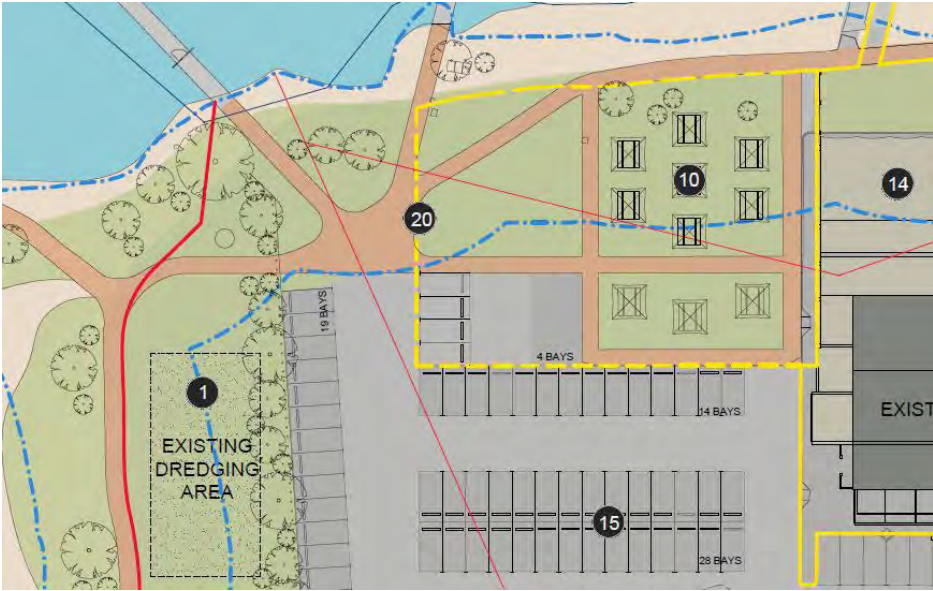 10
14
20
19 BAYS
4 BAYS
1
14 BAYS
EXIST
EXISTING
DREDGING
AREA
15
28 BAYS